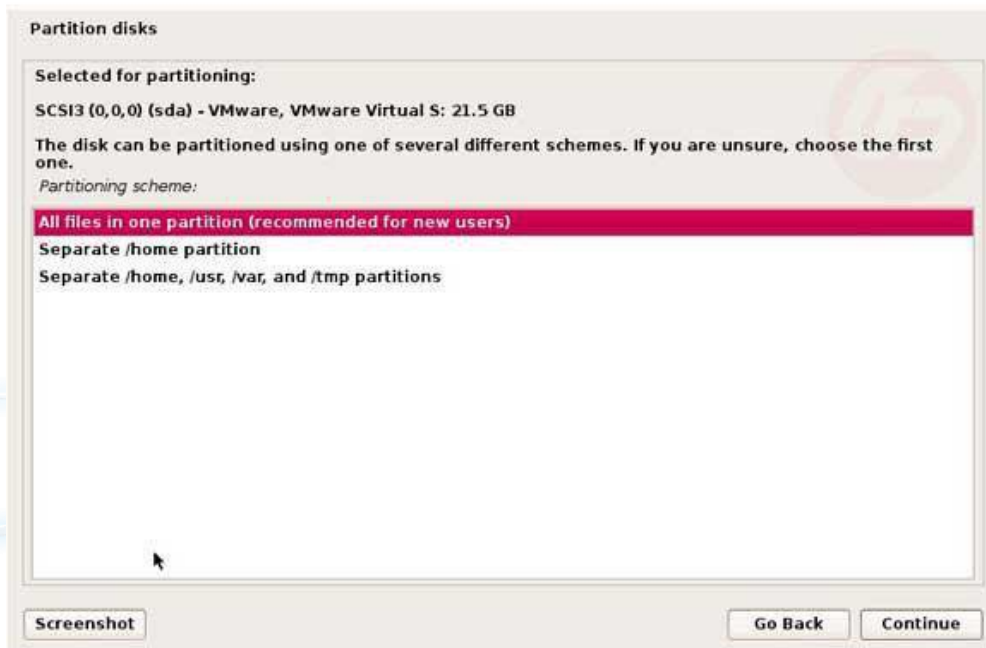 Partition disks
Selected for partitioning:
SCSI3 (0,0,0) (sda) - VMware, VMware Virtual S: 21.5 GB
The disk can be partitioned using one of several different schemes. If you are unsure, choose the first
one.
Partitioning scheme:
All files in one partition (recommended for new users)
Separate /home partition
Separate /home, /usr, /var, and /tmp partitions
Screenshot
Go Back
Continue